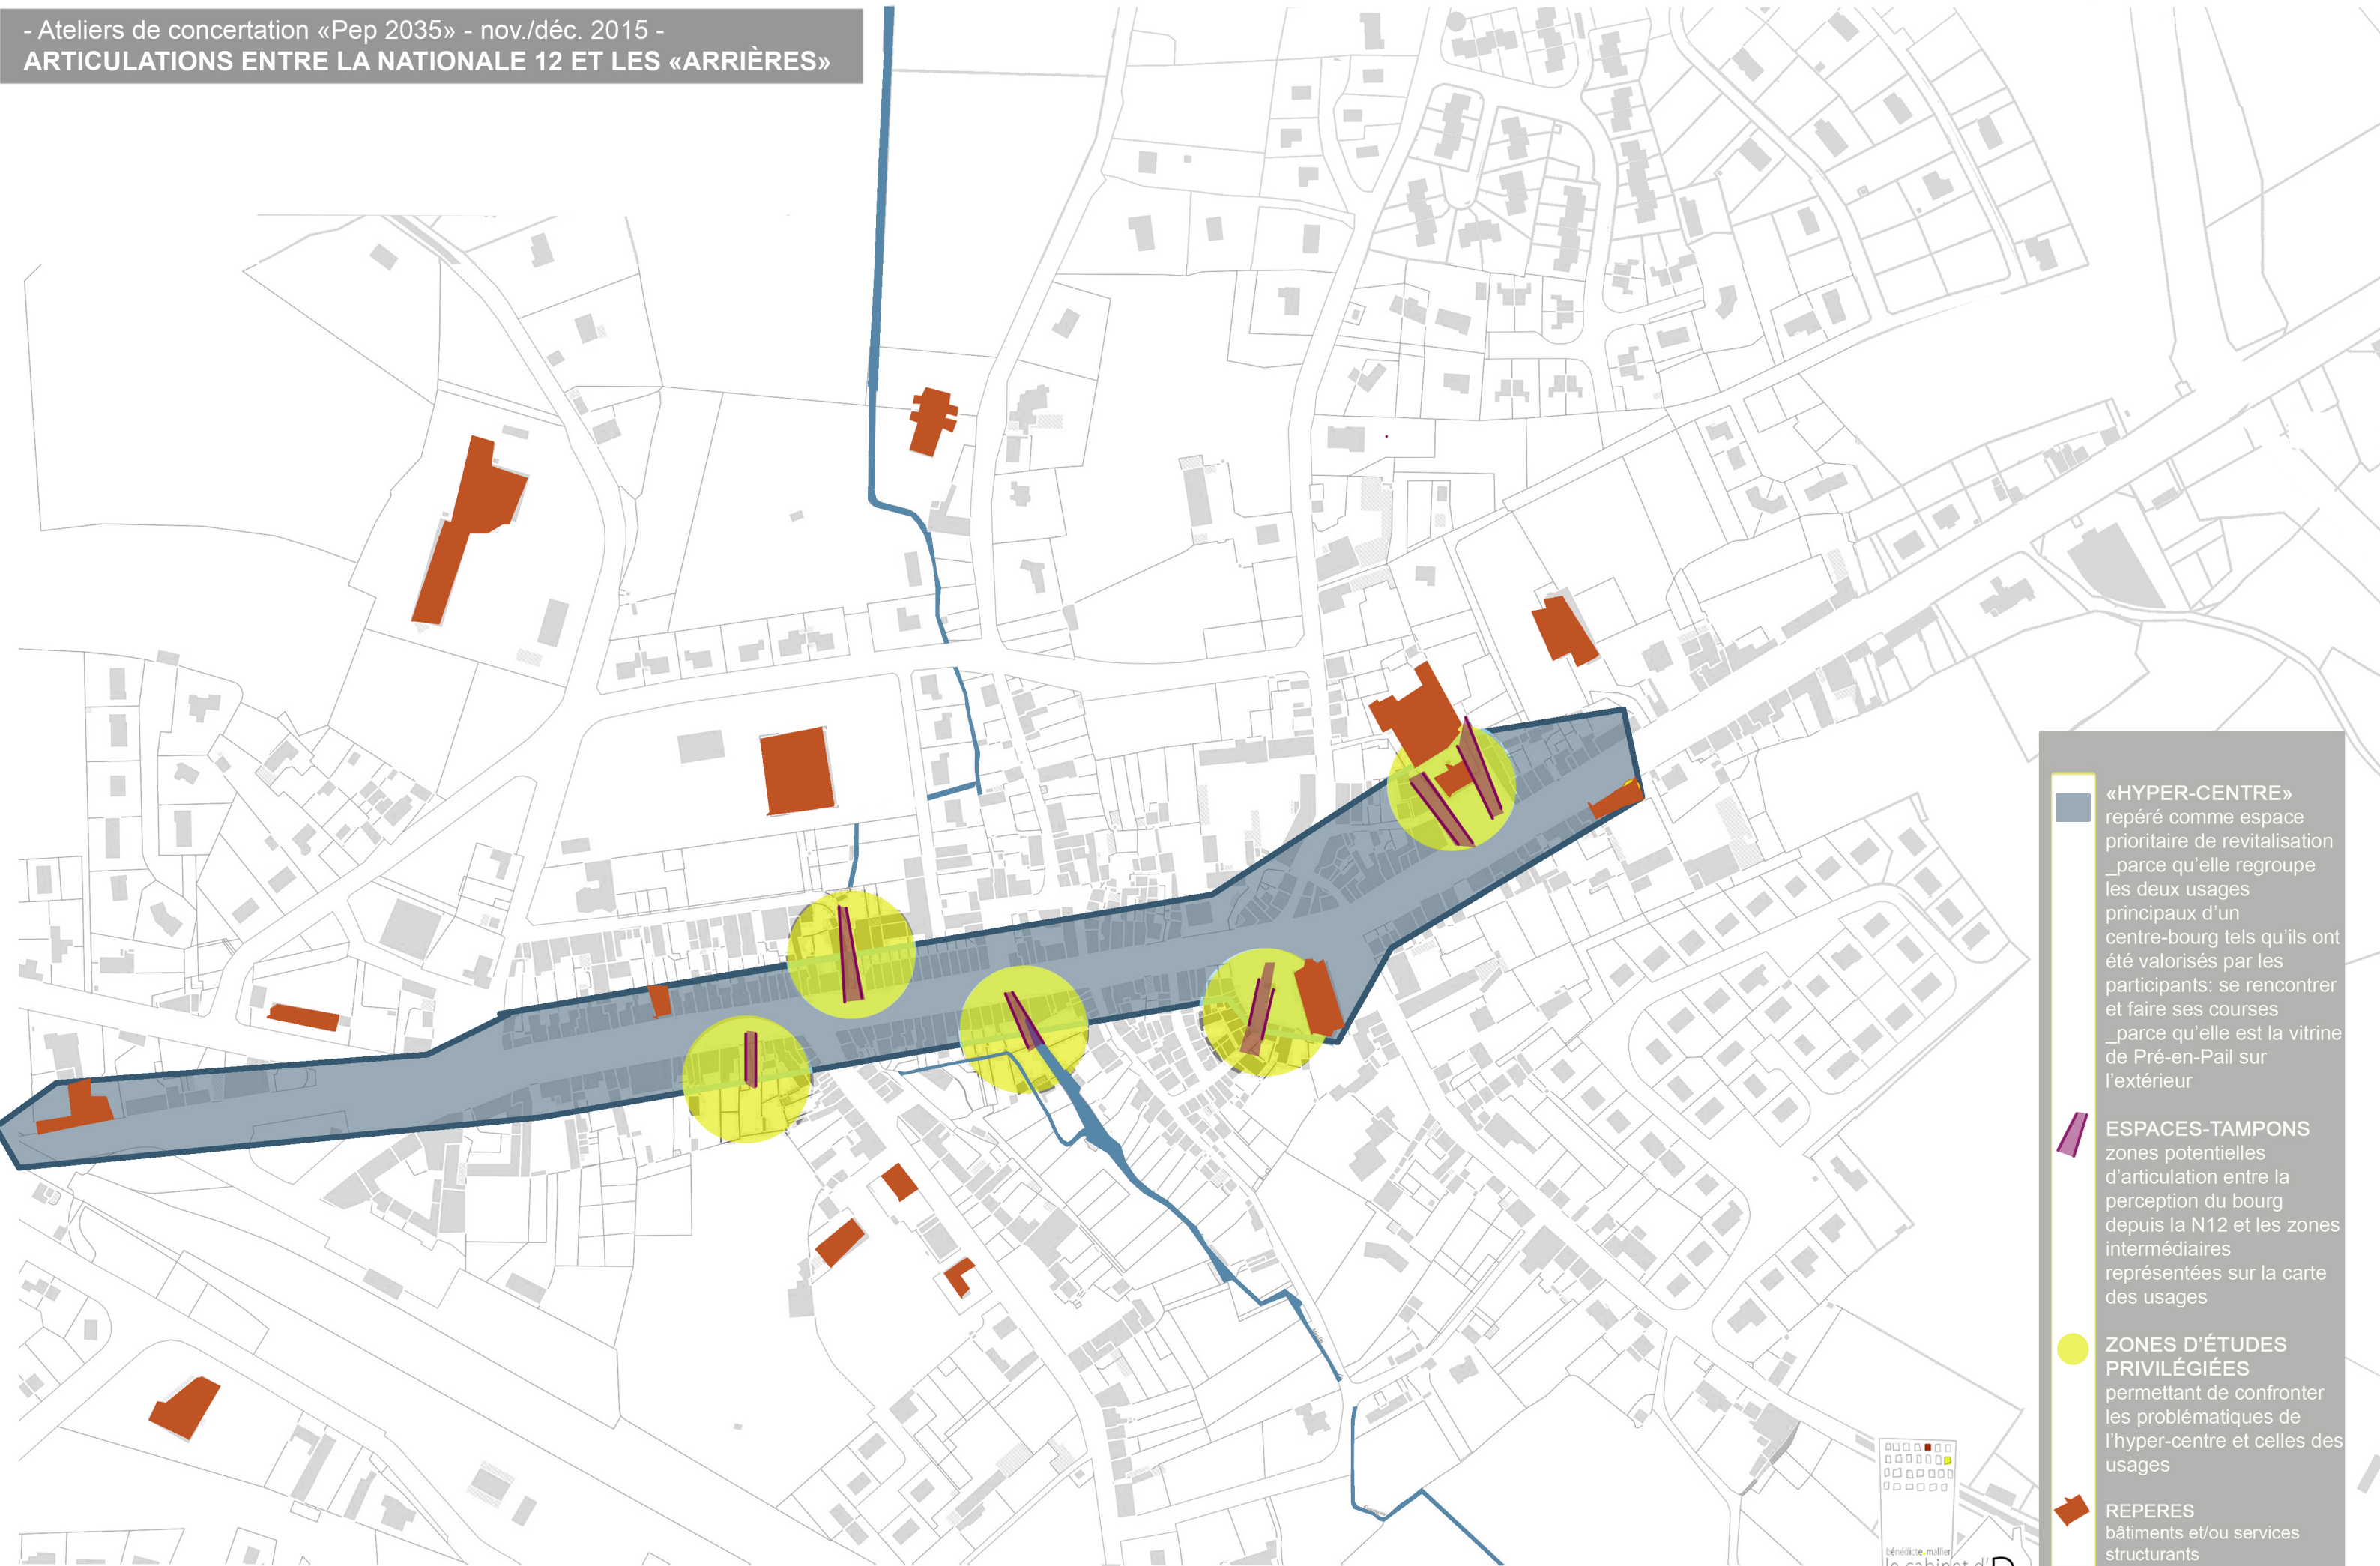 - Ateliers de concertation «Pep 2035» - nov./déc. 2015 -
ARTICULATIONS ENTRE LA NATIONALE 12 ET LES «ARRIÈRES»
«HYPER-CENTRE»
repéré comme espace
prioritaire de revitalisation
_parce qu'elle regroupe
les deux usages
principaux d'un
centre-bourg tels qu'ils ont
été valorisés par les
participants: se rencontrer
et faire ses courses
_parce qu'elle est la vitrine
de Pré-en-Pail sur
l'extérieur
ESPACES-TAMPONS
zones potentielles
d'articulation entre la
perception du bourg
depuis la N12 et les zones
intermédiaires
représentées sur la carte
des usages
ZONES D'ÉTUDES
PRIVILÉGIÉES
permettant de confronter
les problématiques de
l'hyper-centre et celles des
usages
REPERES
bâtiments et/ou services
structurants
bénédicte mallier
le cabinet d'D